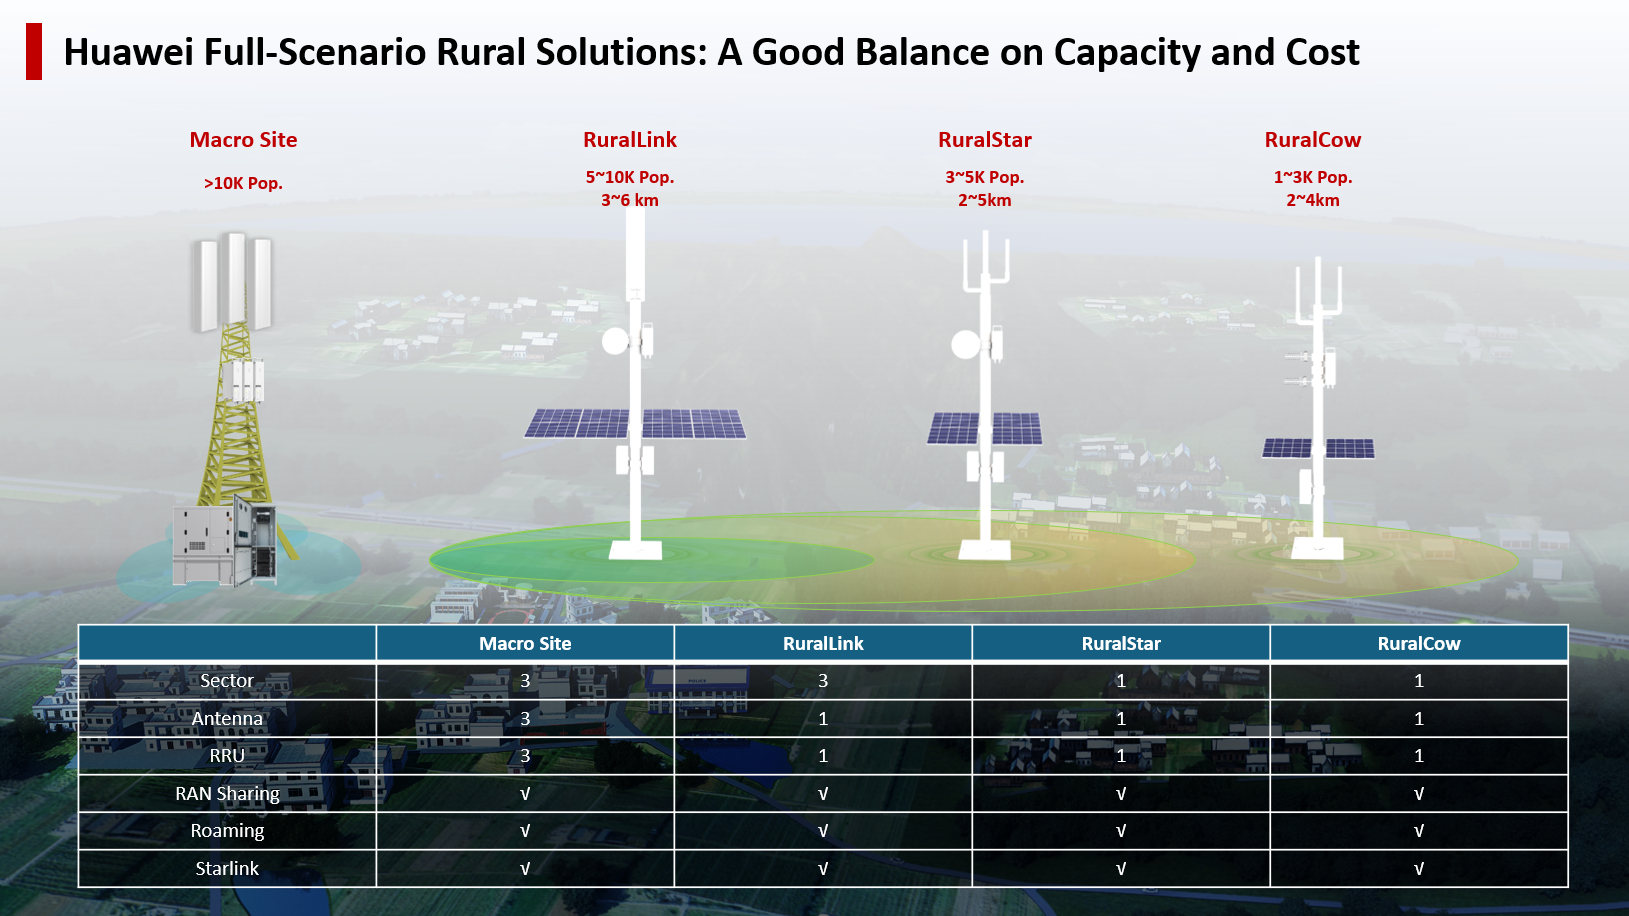 Huawei Full-Scenario Rural Solutions: A Good Balance on Capacity and Cost
Macro Site
>10K Pop.
RuralLink
5~10K Pop.
3~6 km
RuralStar
3~5K Pop.
2~5km
RuralCow
1~3K Pop.
2~4km
Macro Site RuralLink RuralStar RuralCow
Sector 3 3 1 1
Antenna 3 1 1 1
RRU 3 1 1 1
RAN Sharing √ √ √ √
Roaming √ √ √ √
Starlink √ √ √ √
POLICE